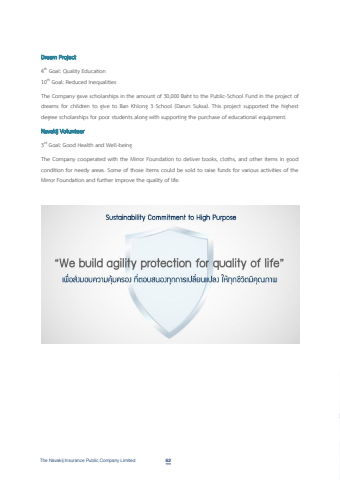 Dream Project
4th Goal: Quality Education
10th Goal: Reduced Inequalities
The Company gave scholarships in the amount of 30,000 Baht to the Public-School Fund in the project of
dreams for children to give to Ban Khlong 3 School (Darun Suksa). This project supported the highest
degree scholarships for poor students along with supporting the purchase of educational equipment.
Navakij Volunteer
3rd Goal: Good Health and Well-being
The Company cooperated with the Mirror Foundation to deliver books, cloths, and other items in good
condition for needy areas. Some of those items could be sold to raise funds for various activities of the
Mirror Foundation and further improve the quality of life.
Sustainability Commitment to High Purpose
“We build agility protection for quality of life”
เพื่อส่งมอบความคุ้มครอง ที่ตอบสนองทุกการเปลี่ยนแปลง ให้ทุกชีวิตมีคุณภาพ
The Navakij Insurance Public Company Limited 62